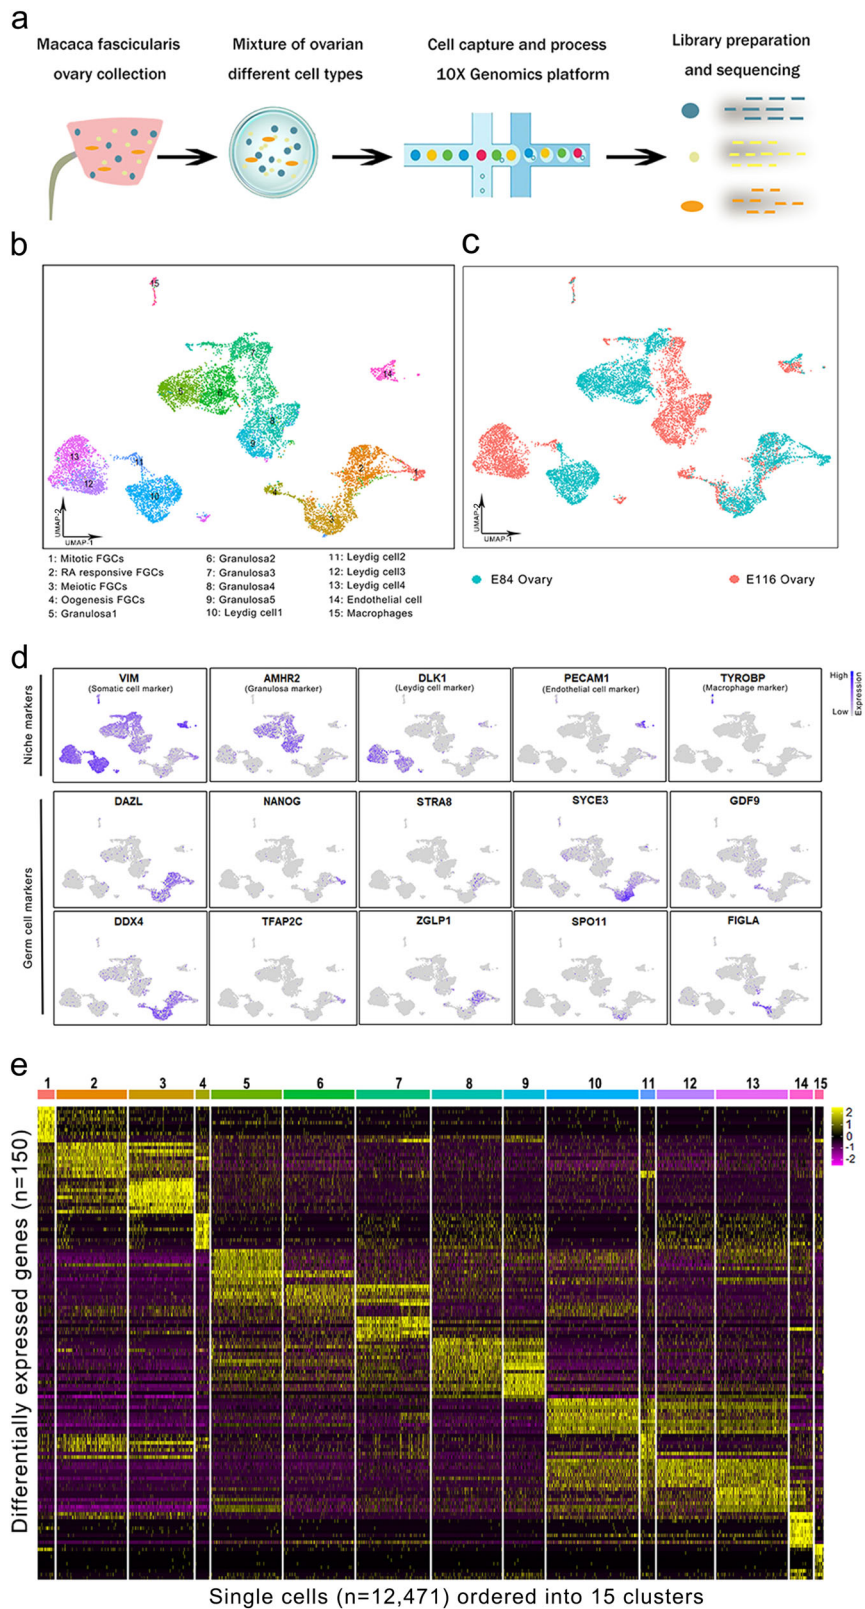 a
Macaca fascicularis
ovary collection
Mixture of ovarian
different cell types
Cell capture and process
10X Genomics platform
Library preparation
and sequencing
b
15
14
5
6
7
8
9
13
12
11
10
2
1
4
3
UMAP-2
UMAP-1
1: Mitotic FGCs
2: RA responsive FGCs
3: Meiotic FGCs
4: Oogenesis FGCs
5: Granulosa1
6: Granulosa2
7: Granulosa3
8: Granulosa4
9: Granulosa5
10: Leydig cell1
11: Leydig cell2
12: Leydig cell3
13: Leydig cell4
14: Endothelial cell
15: Macrophages
c
UMAP-2
UMAP-1
E84 Ovary
E116 Ovary
d
Niche markers
VIM
(Somatic cell marker)
AMHR2
(Granulosa marker)
DLK1
(Leydig cell marker)
PECAM1
(Endothelial cell marker)
TYROBP
(Macrophage marker)
High
Low
Expression
Germ cell markers
DAZL
NANOG
STRA8
SYCE3
GDF9
DDX4
TFAP2C
ZGLP1
SPO11
FIGLA
e
1 2 3 4 5 6 7 8 9 10 11 12 13 14 15
Differentially expressed genes (n=150)
2
1
0
-1
-2
Single cells (n=12,471) ordered into 15 clusters